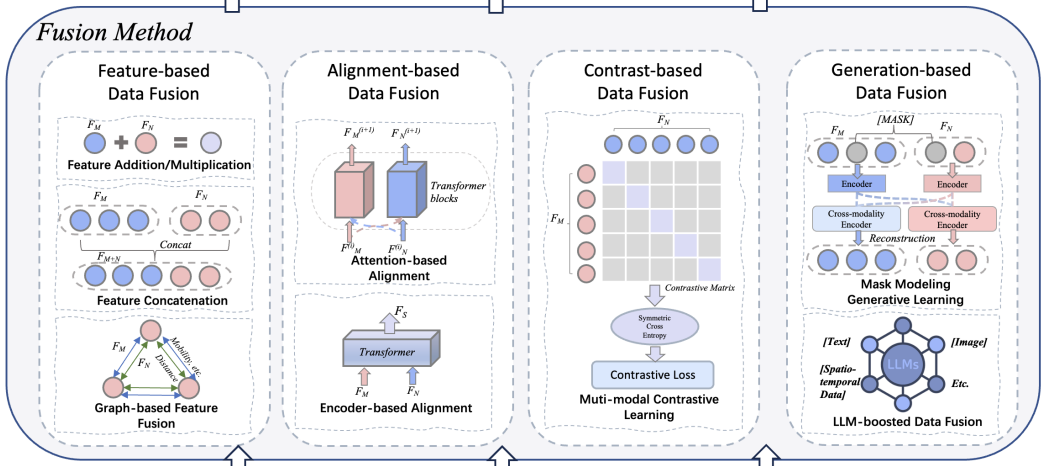 Fusion Method
Feature-based
Data Fusion
F_M
F_N
Feature Addition/Multiplication
F_M
F_N
Concat
F_{M+N}
Feature Concatenation
F_M
F_N
Distance
Mobility, etc.
Graph-based Feature
Fusion
Alignment-based
Data Fusion
F_M^{(i+1)}
F_N^{(i+1)}
Transformer
blocks
F^{(i)}_M
F^{(i)}_N
Attention-based
Alignment
F_S
Transformer
F_M
F_N
Encoder-based Alignment
Contrast-based
Data Fusion
F_N
F_M
Contrastive Matrix
Symmetric
Cross
Entropy
Contrastive Loss
Muti-modal Contrastive
Learning
Generation-based
Data Fusion
[MASK]
F_M
F_N
Encoder
Encoder
Cross-modality
Encoder
Cross-modality
Encoder
Reconstruction
Mask Modeling
Generative Learning
[Text]
[Image]
LLMs
[Spatio-
temporal
Data]
Etc.
LLM-boosted Data Fusion